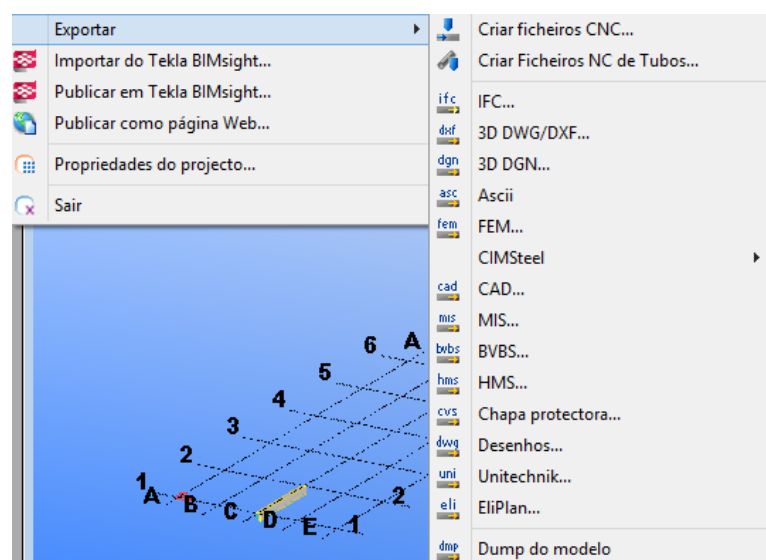 Exportar
Importar do Tekla BIMsight...
Publicar em Tekla BIMsight...
Publicar como página Web...
Propriedades do projecto...
Sair
Criar ficheiros CNC...
Criar Ficheiros NC de Tubos...
ifc IFC...
dxf 3D DWG/DXF...
dgn 3D DGN...
asc Ascii
fem FEM...
CIMSteel
cad CAD...
mis MIS...
bvbs BVBS...
hms HMS...
cvs Chapa protectora...
dwg Desenhos...
uni Unitechnik...
eli EliPlan...
dmp Dump do modelo
6 A
5
4
3
2
1
A B C D E 1 2